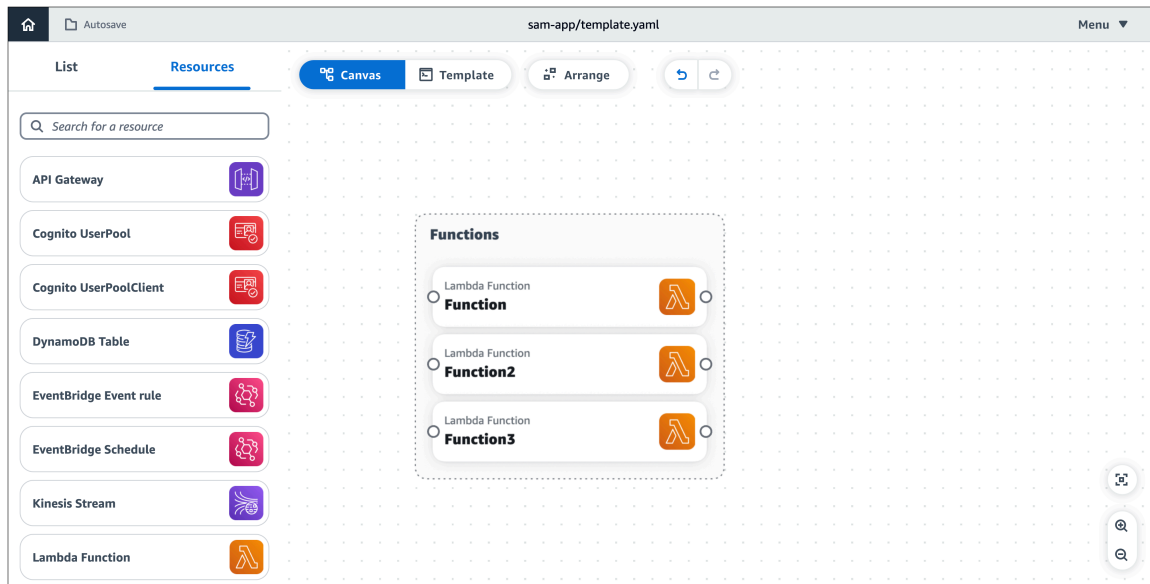 Autosave
sam-app/template.yaml
Menu
List
Resources
Canvas
Template
Arrange
Search for a resource
API Gateway
Cognito UserPool
Cognito UserPoolClient
DynamoDB Table
EventBridge Event rule
EventBridge Schedule
Kinesis Stream
Lambda Function
Functions
Lambda Function
Function
Lambda Function
Function2
Lambda Function
Function3